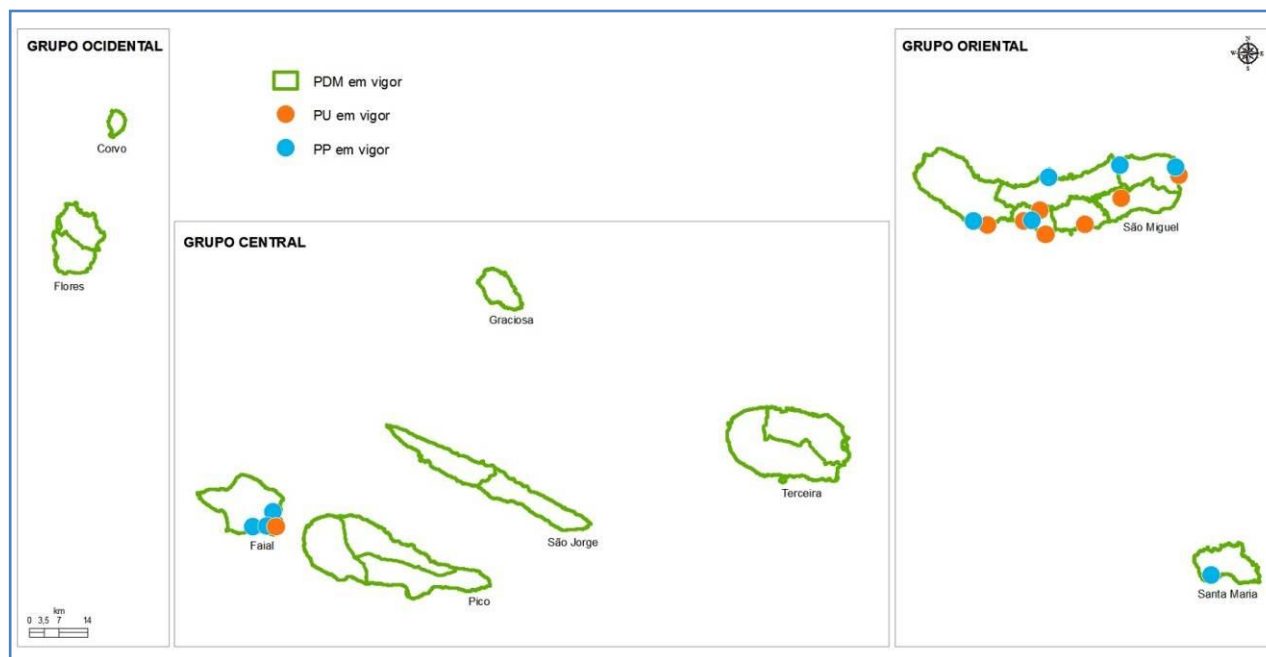 GRUPO OCIDENTAL
Corvo
Flores
km
0 3,5 7 14
PDM em vigor
PU em vigor
PP em vigor
GRUPO CENTRAL
Graciosa
Terceira
São Jorge
Faial
Pico
GRUPO ORIENTAL
N
W E
S
São Miguel
Santa Maria